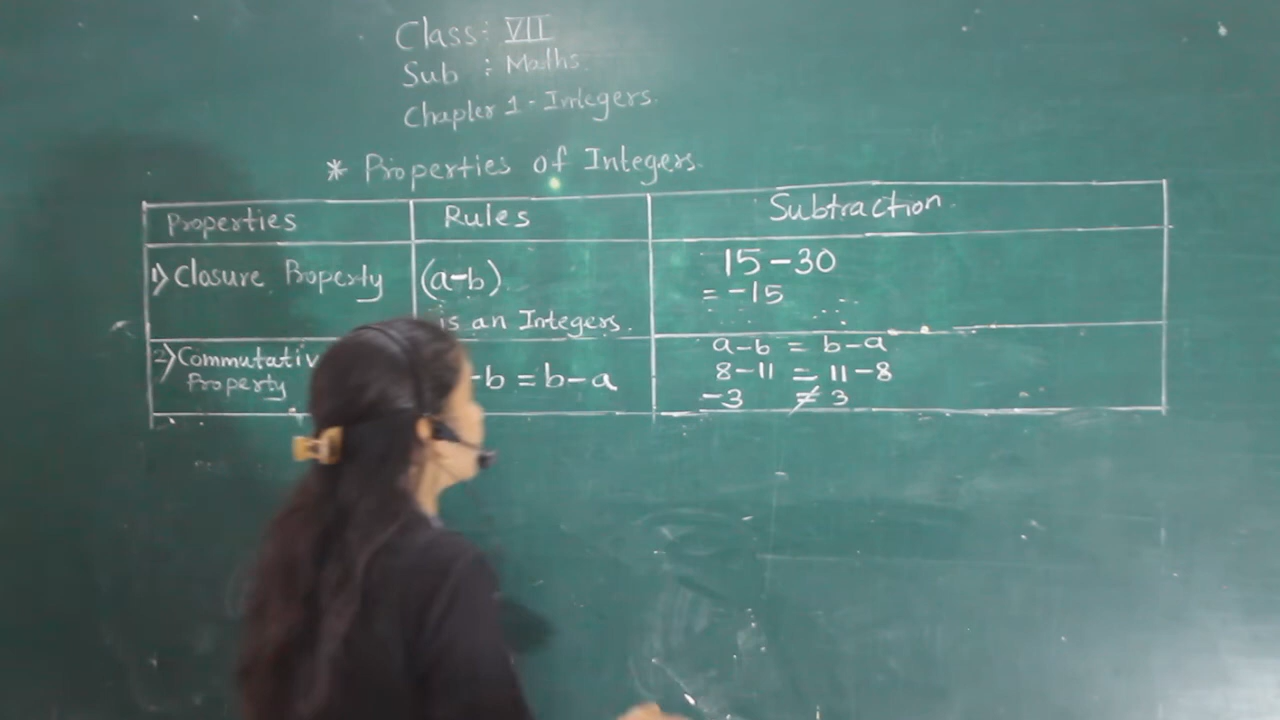 Class: VII
Sub : Maths.
Chapter 1 - Integers.
* Properties of Integers.
Properties Rules Subtraction.
1) Closure Property (a-b) 15-30
= -15
is an Integers.
2) Commutativ a-b = b-a
Property -b = b-a 8-11 = 11-8
-3 ≠ 3